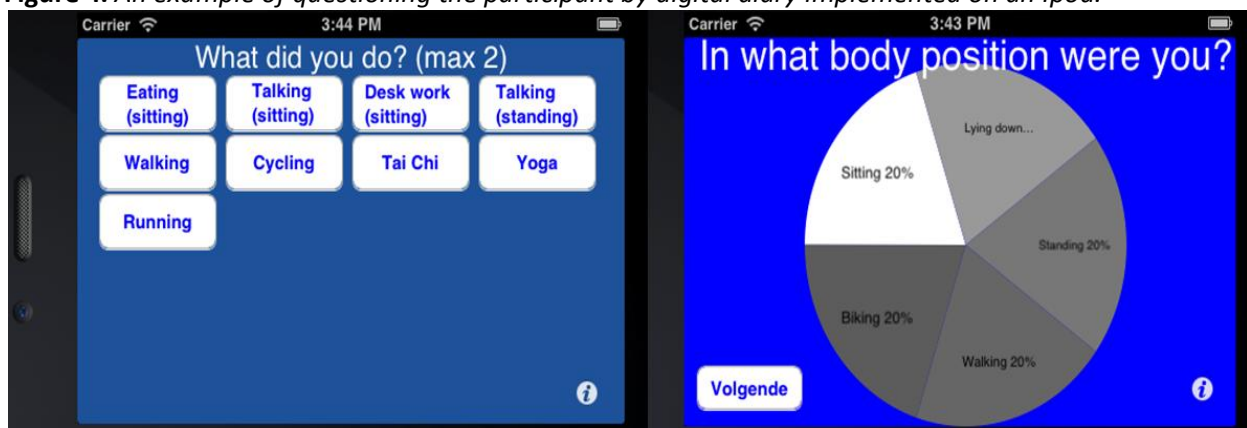 Figure 4. An example of questioning the participant by digital diary implemented on an Ipod.
Carrier 3:44 PM
What did you do? (max 2)
Eating
(sitting)
Talking
(sitting)
Desk work
(sitting)
Talking
(standing)
Walking
Cycling
Tai Chi
Yoga
Running
i
Carrier 3:43 PM
In what body position were you?
Lying down...
Sitting 20%
Standing 20%
Biking 20%
Walking 20%
Volgende
i